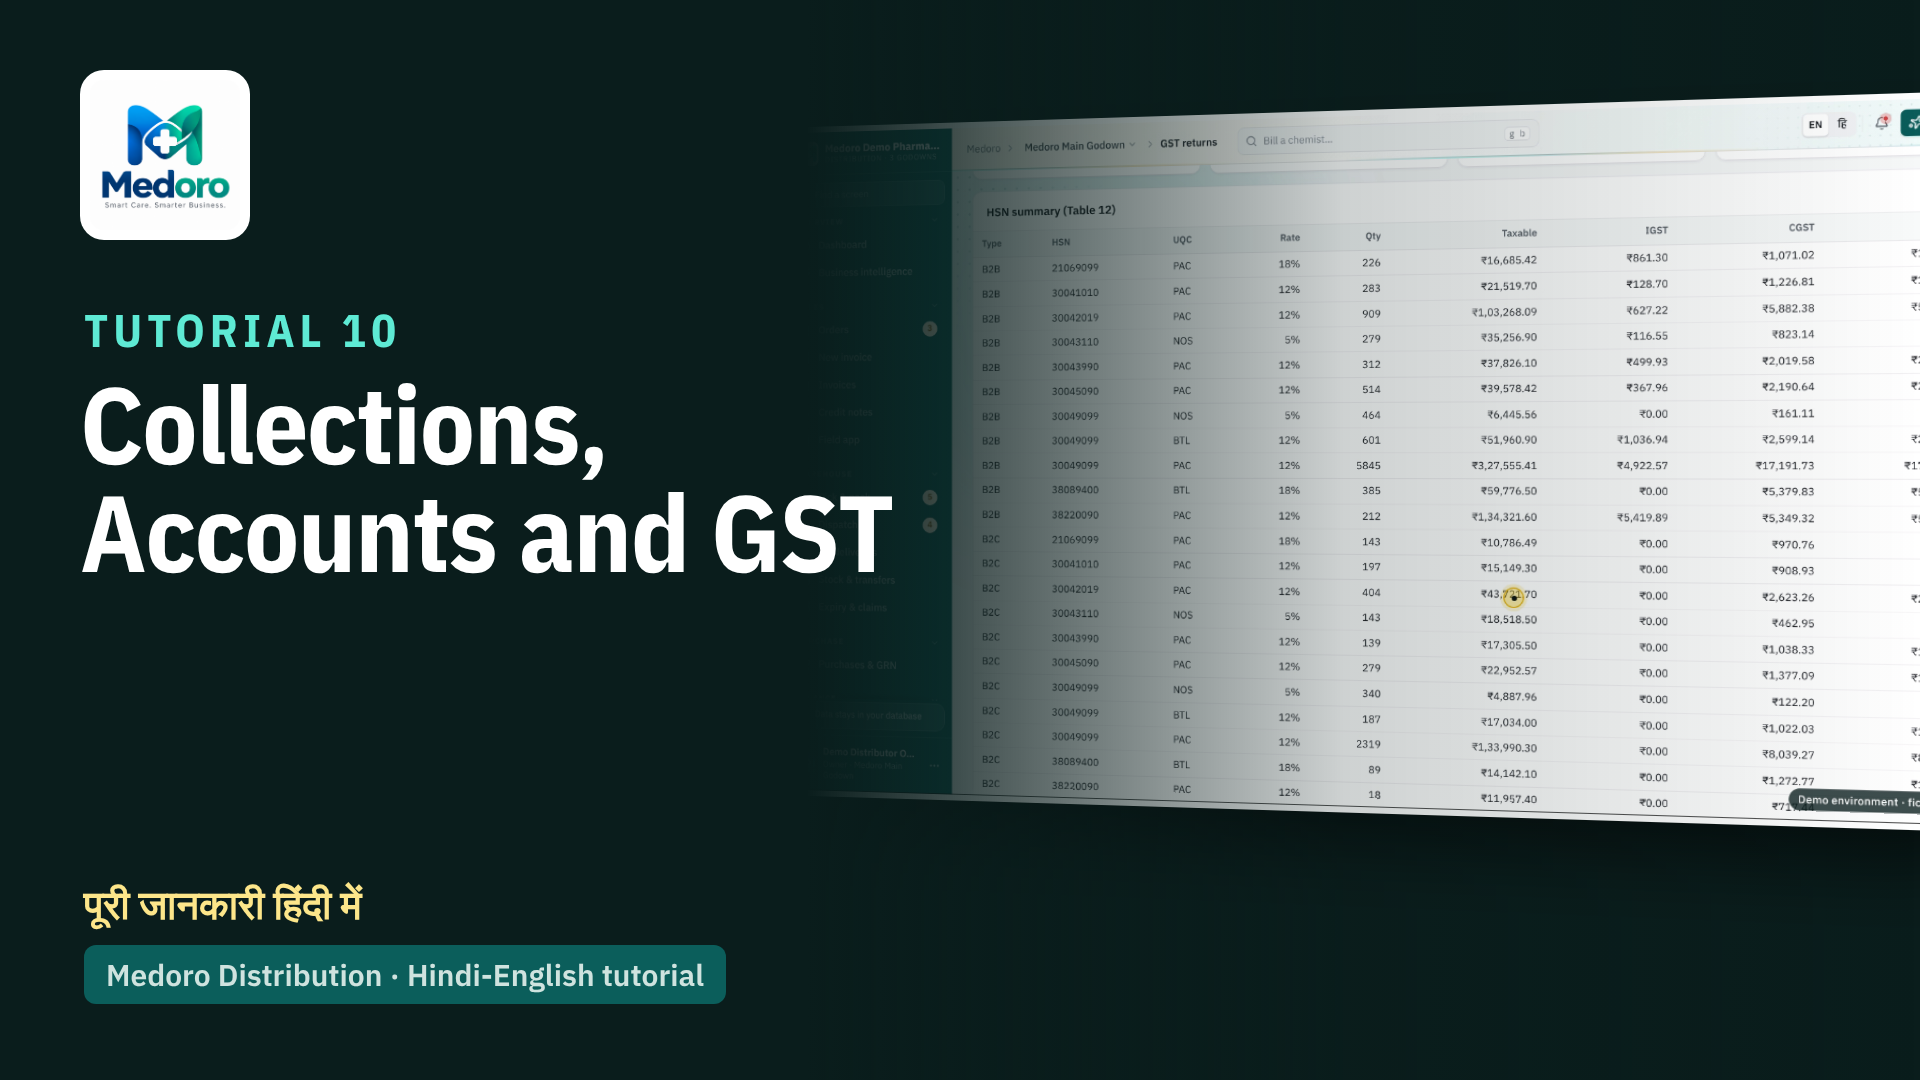 Medoro
Smart Care. Smarter Business.
TUTORIAL 10
Collections,
Accounts and GST
पूरी जानकारी हिंदी में
Medoro Distribution · Hindi-English tutorial
Medoro Demo Pharma...
Medoro > Medoro Main Godown > GST returns
Bill a chemist...
g b
EN हि
HSN summary (Table 12)
Type HSN UQC Rate Qty Taxable IGST CGST
B2B 21069099 PAC 18% 226 ₹16,685.42 ₹861.30 ₹1,071.02
B2B 30041010 PAC 12% 283 ₹21,519.70 ₹128.70 ₹1,226.81
B2B 30042019 PAC 12% 909 ₹1,03,268.09 ₹627.22 ₹5,882.38
B2B 30043110 NOS 5% 279 ₹35,256.90 ₹116.55 ₹823.14
B2B 30043990 PAC 12% 312 ₹37,826.10 ₹499.93 ₹2,019.58
B2B 30045090 PAC 12% 514 ₹39,578.42 ₹367.96 ₹2,190.64
B2B 30049099 NOS 5% 464 ₹6,445.56 ₹0.00 ₹161.11
B2B 30049099 BTL 12% 601 ₹51,960.90 ₹1,036.94 ₹2,599.14
B2B 30049099 PAC 12% 5845 ₹3,27,555.41 ₹4,922.57 ₹17,191.73
B2B 38089400 BTL 18% 385 ₹59,776.50 ₹0.00 ₹5,379.83
B2B 38220090 PAC 12% 212 ₹1,34,321.60 ₹5,419.89 ₹5,349.32
B2C 21069099 PAC 18% 143 ₹10,786.49 ₹0.00 ₹970.76
B2C 30041010 PAC 12% 197 ₹15,149.30 ₹0.00 ₹908.93
B2C 30042019 PAC 12% 404 ₹0.00 ₹2,623.26
B2C 30043110 NOS 5% 143 ₹18,518.50 ₹0.00 ₹462.95
B2C 30043990 PAC 12% 139 ₹17,305.50 ₹0.00 ₹1,038.33
B2C 30045090 PAC 12% 279 ₹22,952.57 ₹0.00 ₹1,377.09
B2C 30049099 NOS 5% 340 ₹4,887.96 ₹0.00 ₹122.20
B2C 30049099 BTL 12% 187 ₹17,034.00 ₹0.00 ₹1,022.03
B2C 30049099 PAC 12% 2319 ₹1,33,990.30 ₹0.00 ₹8,039.27
B2C 38089400 BTL 18% 89 ₹14,142.10 ₹0.00 ₹1,272.77
B2C 38220090 PAC 12% 18 ₹11,957.40 ₹0.00
Demo environment